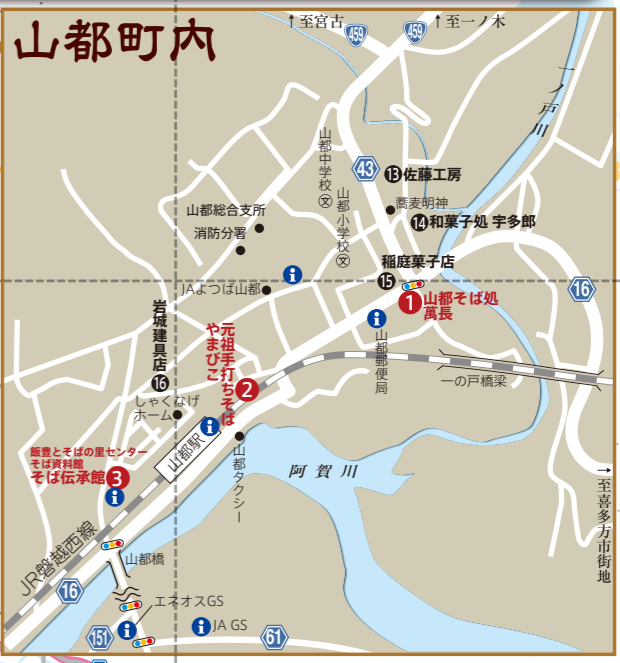 山都町内
↑至宮古
459
459
↑至一ノ木
一ノ戸川
山都中学校
文
43
⑬佐藤工房
蕎麦明神
山都小学校
文
⑭和菓子処 宇多郎
山都総合支所
消防分署
稲庭菓子店
⑮
i
JAよつば山都
1
山都そば処
萬長
16
i
山都郵便局
岩城建具店
⑯
元祖手打ちそば
やまびこ
2
一の戸橋梁
しゃくなげ
ホーム
i
山都駅
山都タクシー
飯豊とそばの里センター
そば資料館
そば伝承館3
i
阿賀川
→至喜多方市街地
JR磐越西線
山都橋
16
エネオスGS
151
i
i
JA GS
61